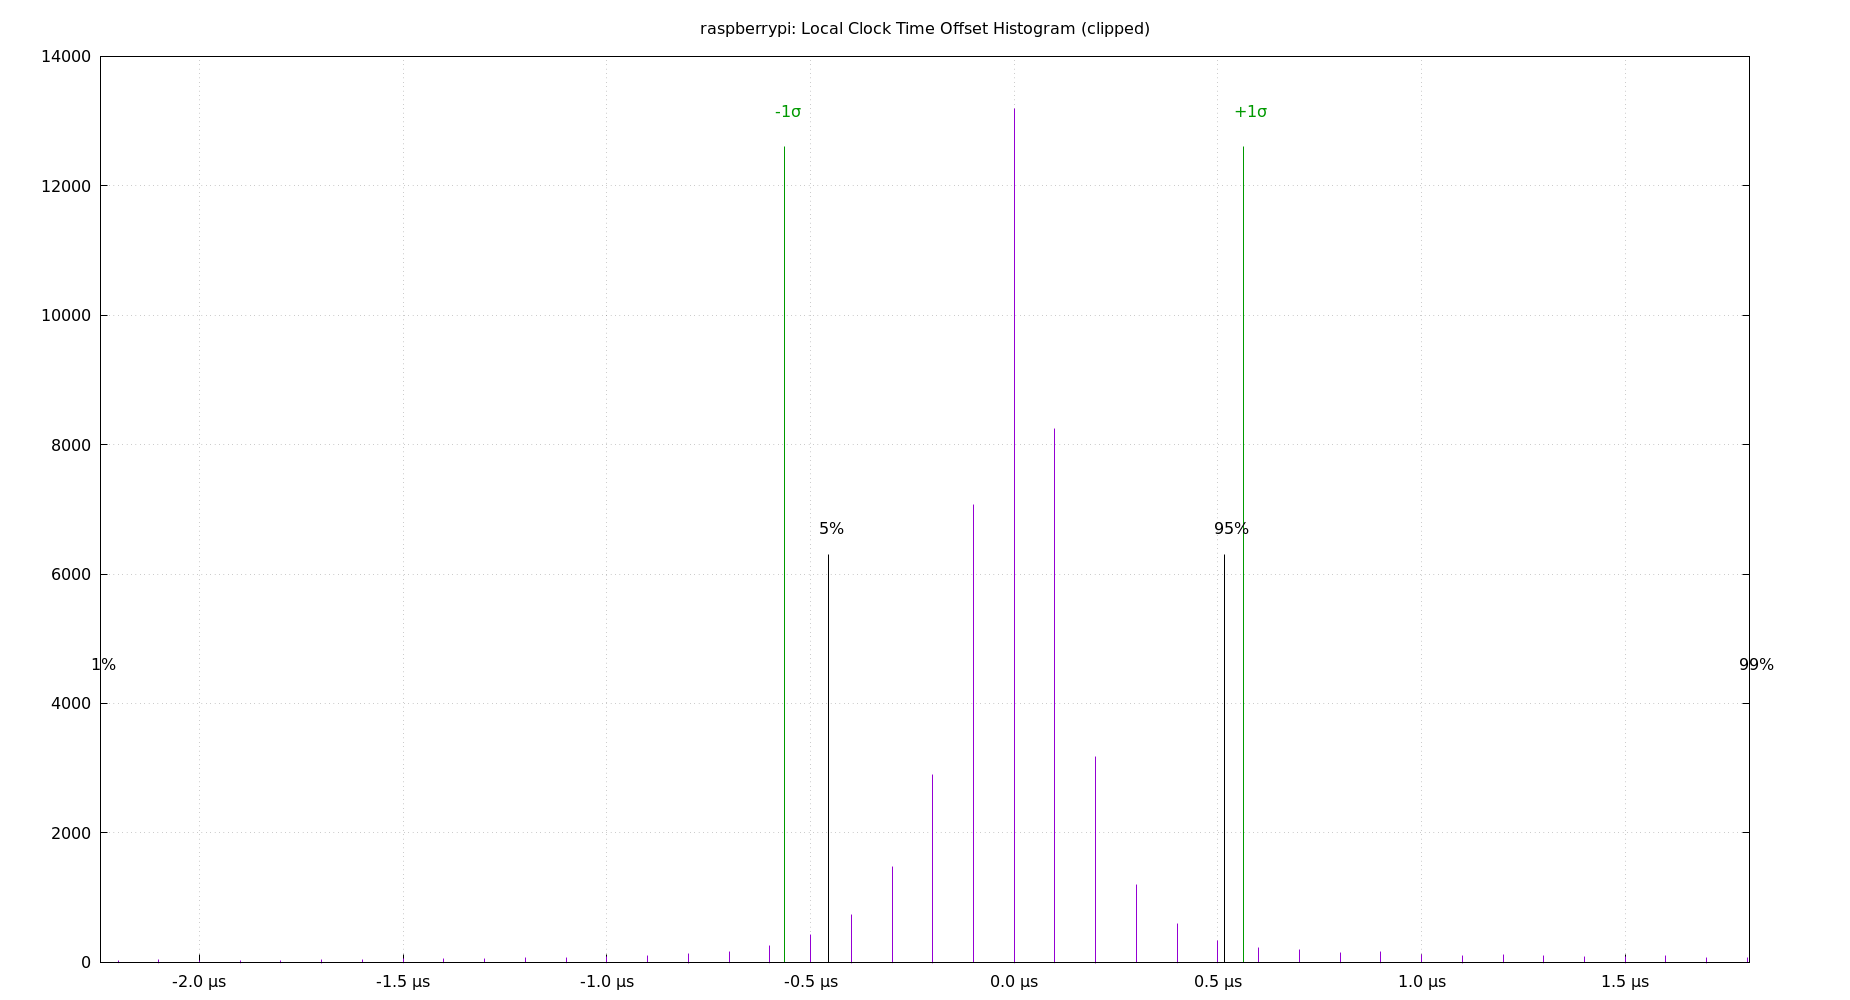 raspberrypi: Local Clock Time Offset Histogram (clipped)
14000
-1σ
+1σ
12000
10000
8000
5%
95%
6000
1%
99%
4000
2000
0
-2.0 µs
-1.5 µs
-1.0 µs
-0.5 µs
0.0 µs
0.5 µs
1.0 µs
1.5 µs